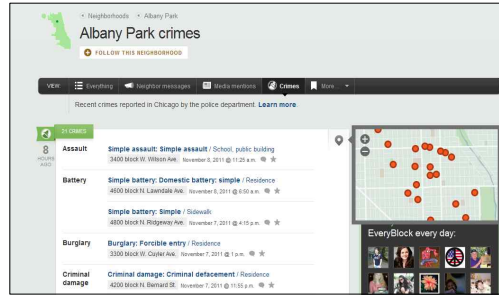 Neighborhoods • Albany Park
Albany Park crimes
FOLLOW THIS NEIGHBORHOOD
VIEW: Everything Neighbor messages Media mentions Crimes More...
Recent crimes reported in Chicago by the police department. Learn more.
21 CRIMES
8 HOURS AGO
Assault
Simple assault: Simple assault / School, public building
3400 block W. Wilson Ave. November 8, 2011 @ 11:25 a.m.
Battery
Simple battery: Domestic battery: simple / Residence
4600 block N. Lawndale Ave. November 8, 2011 @ 6:50 a.m.
Simple battery: Simple / Sidewalk
4800 block N. Ridgeway Ave. November 7, 2011 @ 4:15 p.m.
Burglary
Burglary: Forcible entry / Residence
3300 block W. Cuyler Ave. November 7, 2011 @ 1 p.m.
Criminal damage
Criminal damage: Criminal defacement / Residence
4200 block N. Bernard St. November 7, 2011 @ 11:55 p.m.
EveryBlock every day: